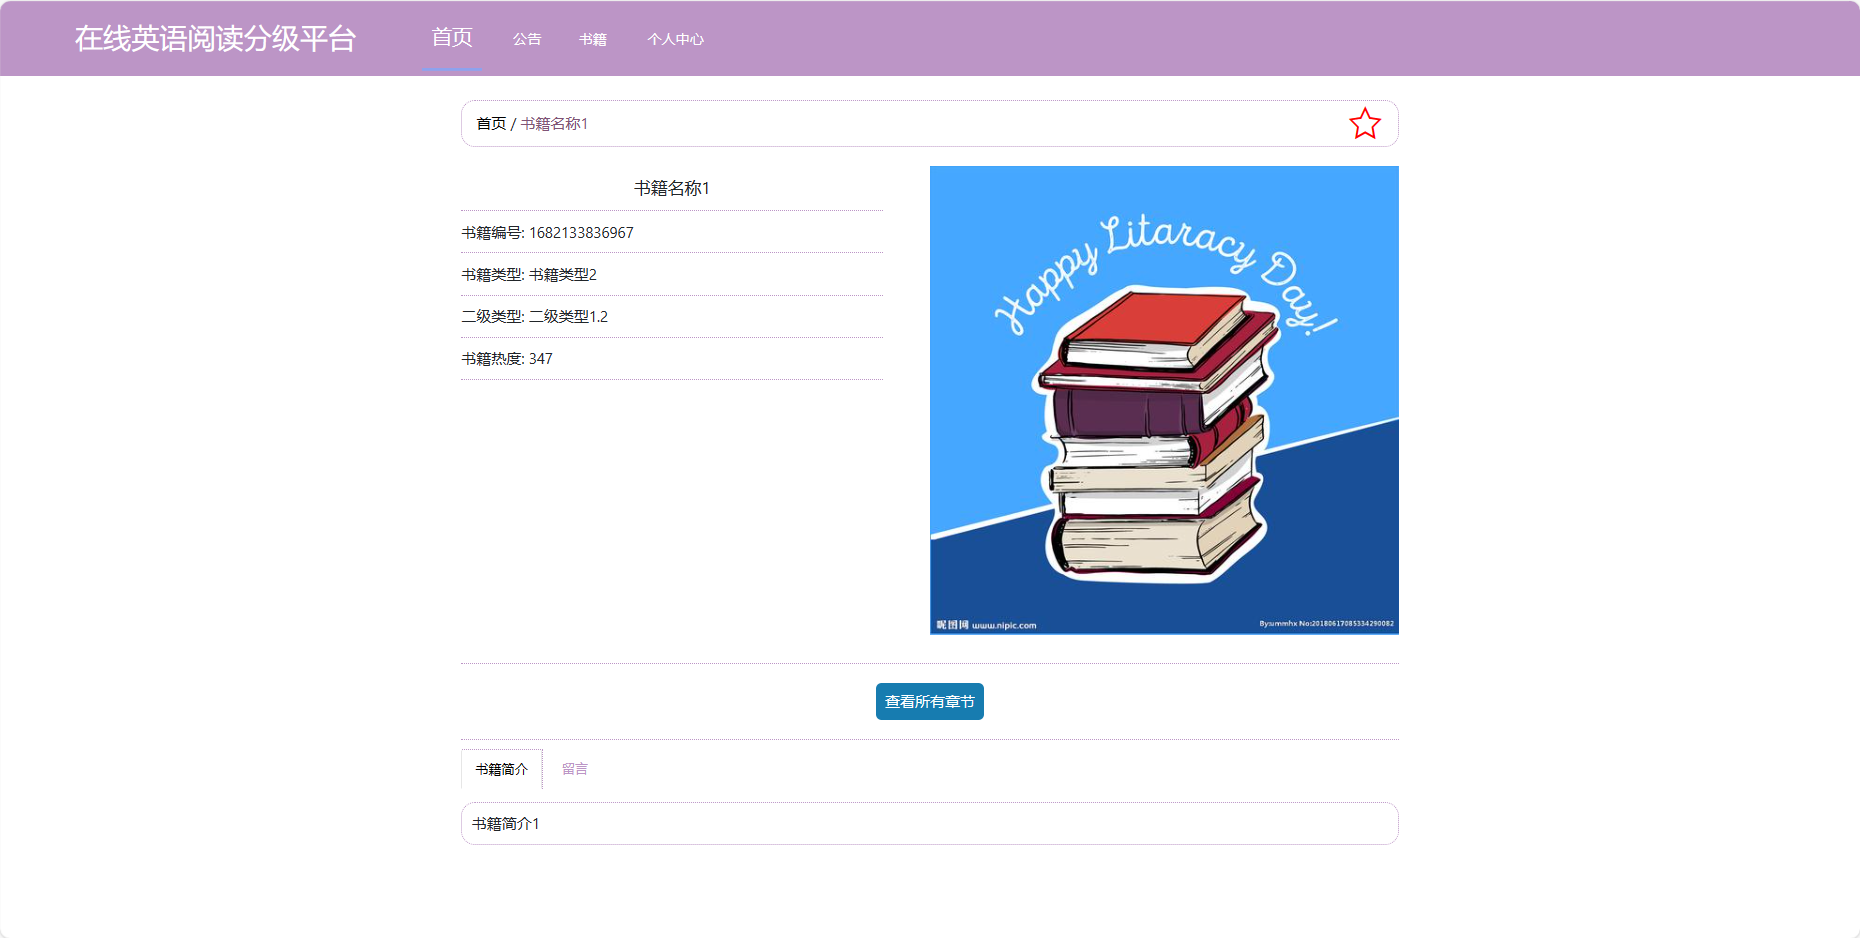 在线英语阅读分级平台
首页 公告 书籍 个人中心
首页 / 书籍名称1
书籍名称1
书籍编号: 1682133836967
书籍类型: 书籍类型2
二级类型: 二级类型1.2
书籍热度: 347
Happy Litaracy Day!
昵图网 www.nipic.com
By:ummhx No:20180617085334290082
查看所有章节
书籍简介 留言
书籍简介1